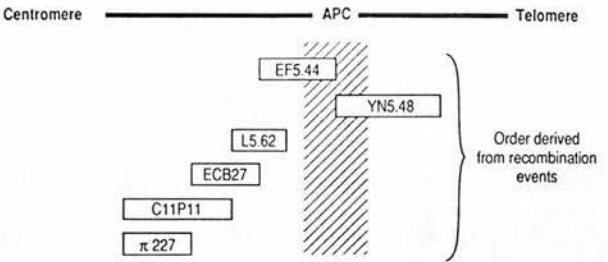 Centromere APC Telomere
EF5.44
YN5.48
L5.62
ECB27
C11P11
π 227
Order derived
from recombination
events